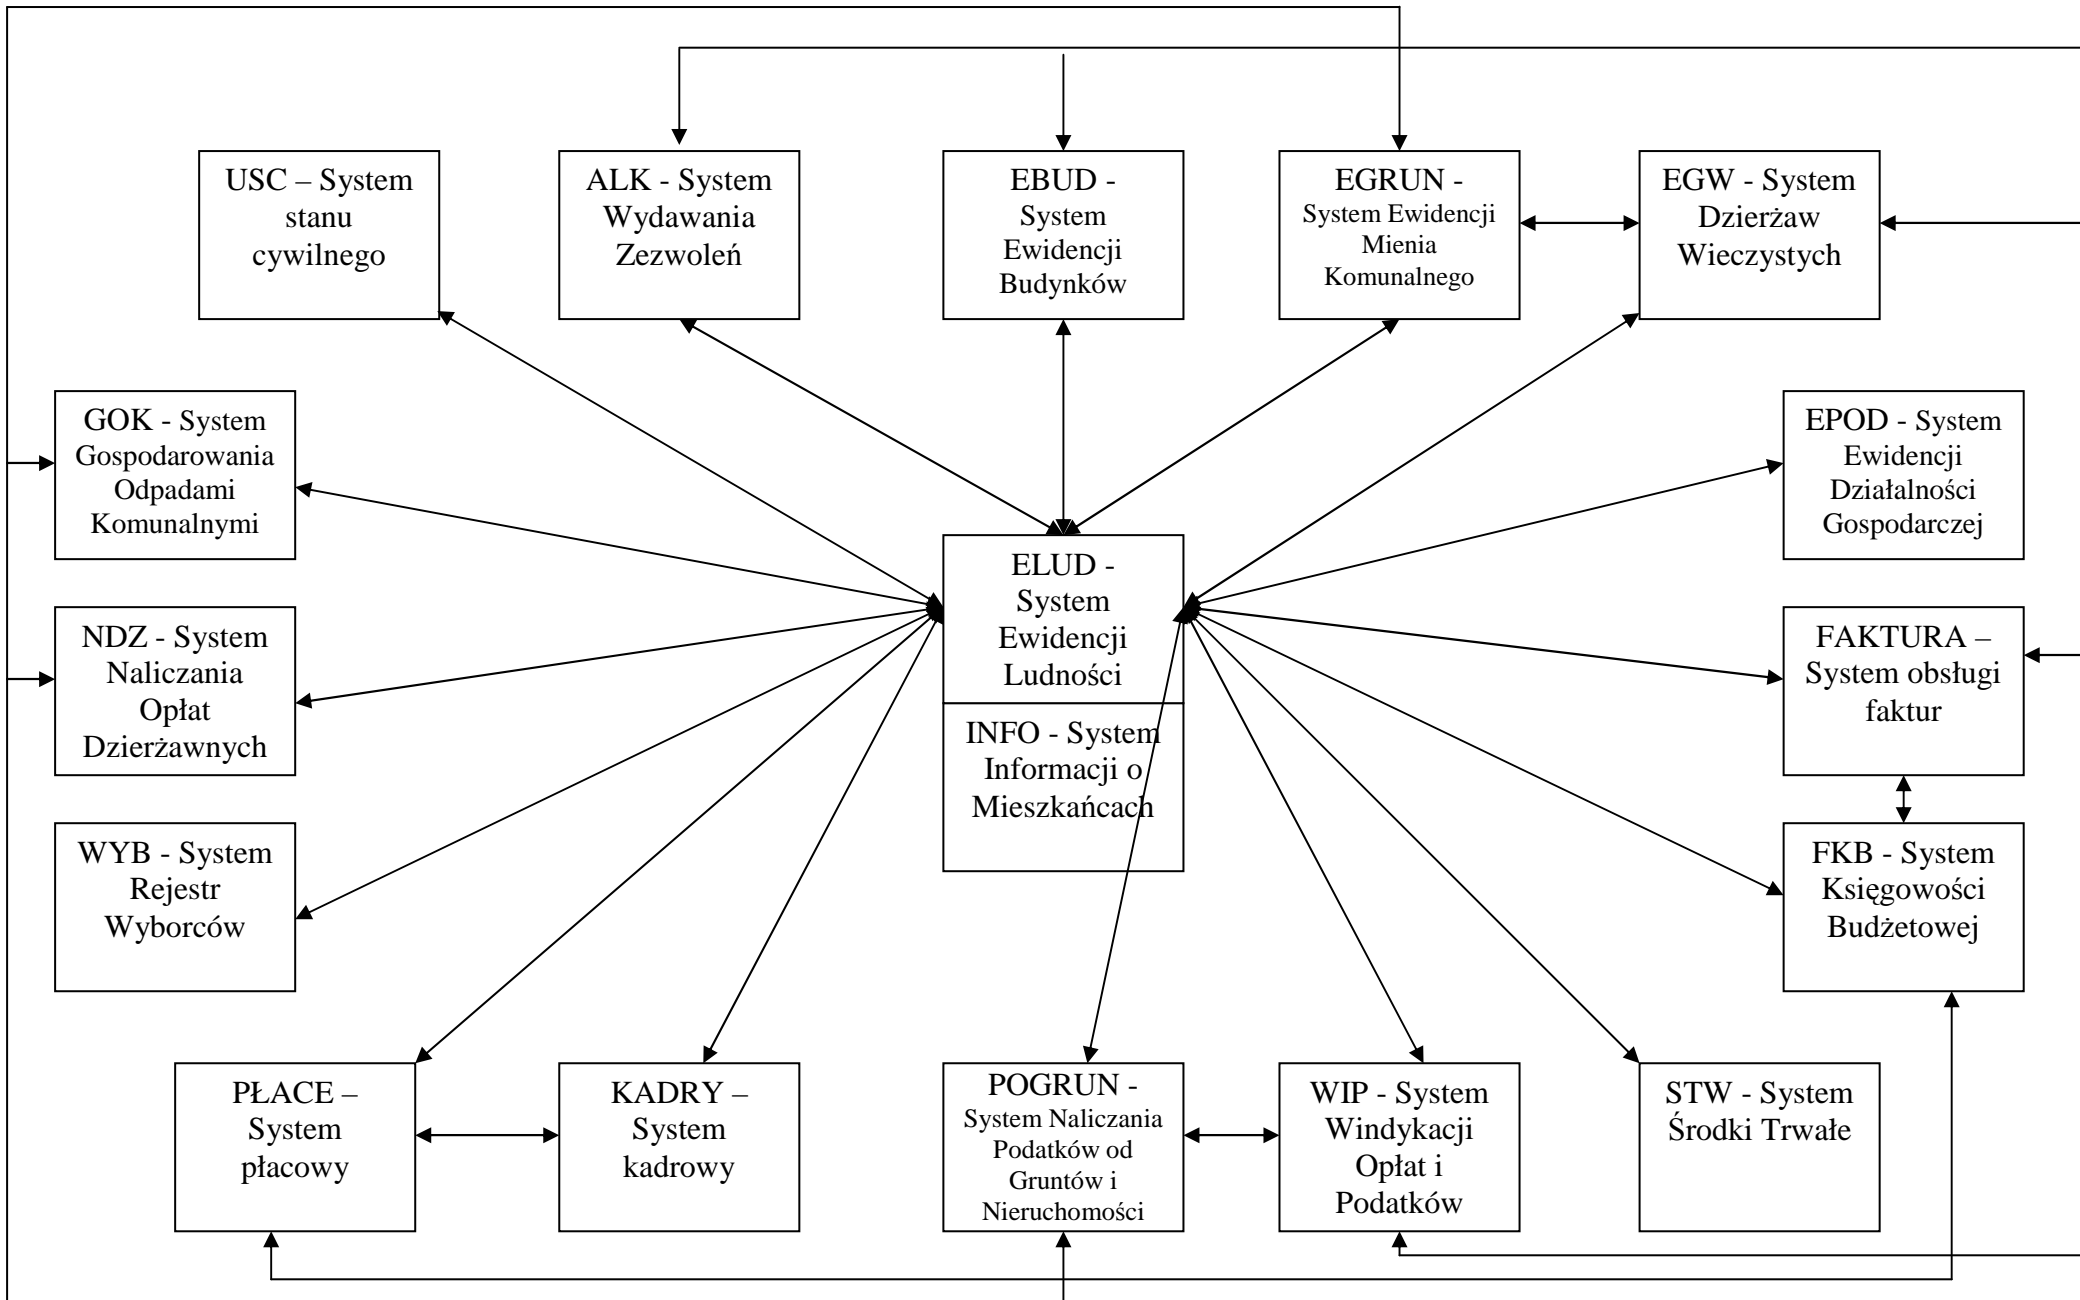 USC – System
stanu
cywilnego
ALK - System
Wydawania
Zezwoleń
EBUD -
System
Ewidencji
Budynków
EGRUN -
System Ewidencji
Mienia
Komunalnego
EGW - System
Dzierżaw
Wieczystych
GOK - System
Gospodarowania
Odpadami
Komunalnymi
EPOD - System
Ewidencji
Działalności
Gospodarczej
ELUD -
System
Ewidencji
Ludności
NDZ - System
Naliczania
Opłat
Dzierżawnych
FAKTURA –
System obsługi
faktur
INFO - System
Informacji o
Mieszkańcach
WYB - System
Rejestr
Wyborców
FKB - System
Księgowości
Budżetowej
PŁACE –
System
płacowy
KADRY –
System
kadrowy
POGRUN -
System Naliczania
Podatków od
Gruntów i
Nieruchomości
WIP - System
Windykacji
Opłat i
Podatków
STW - System
Środki Trwałe